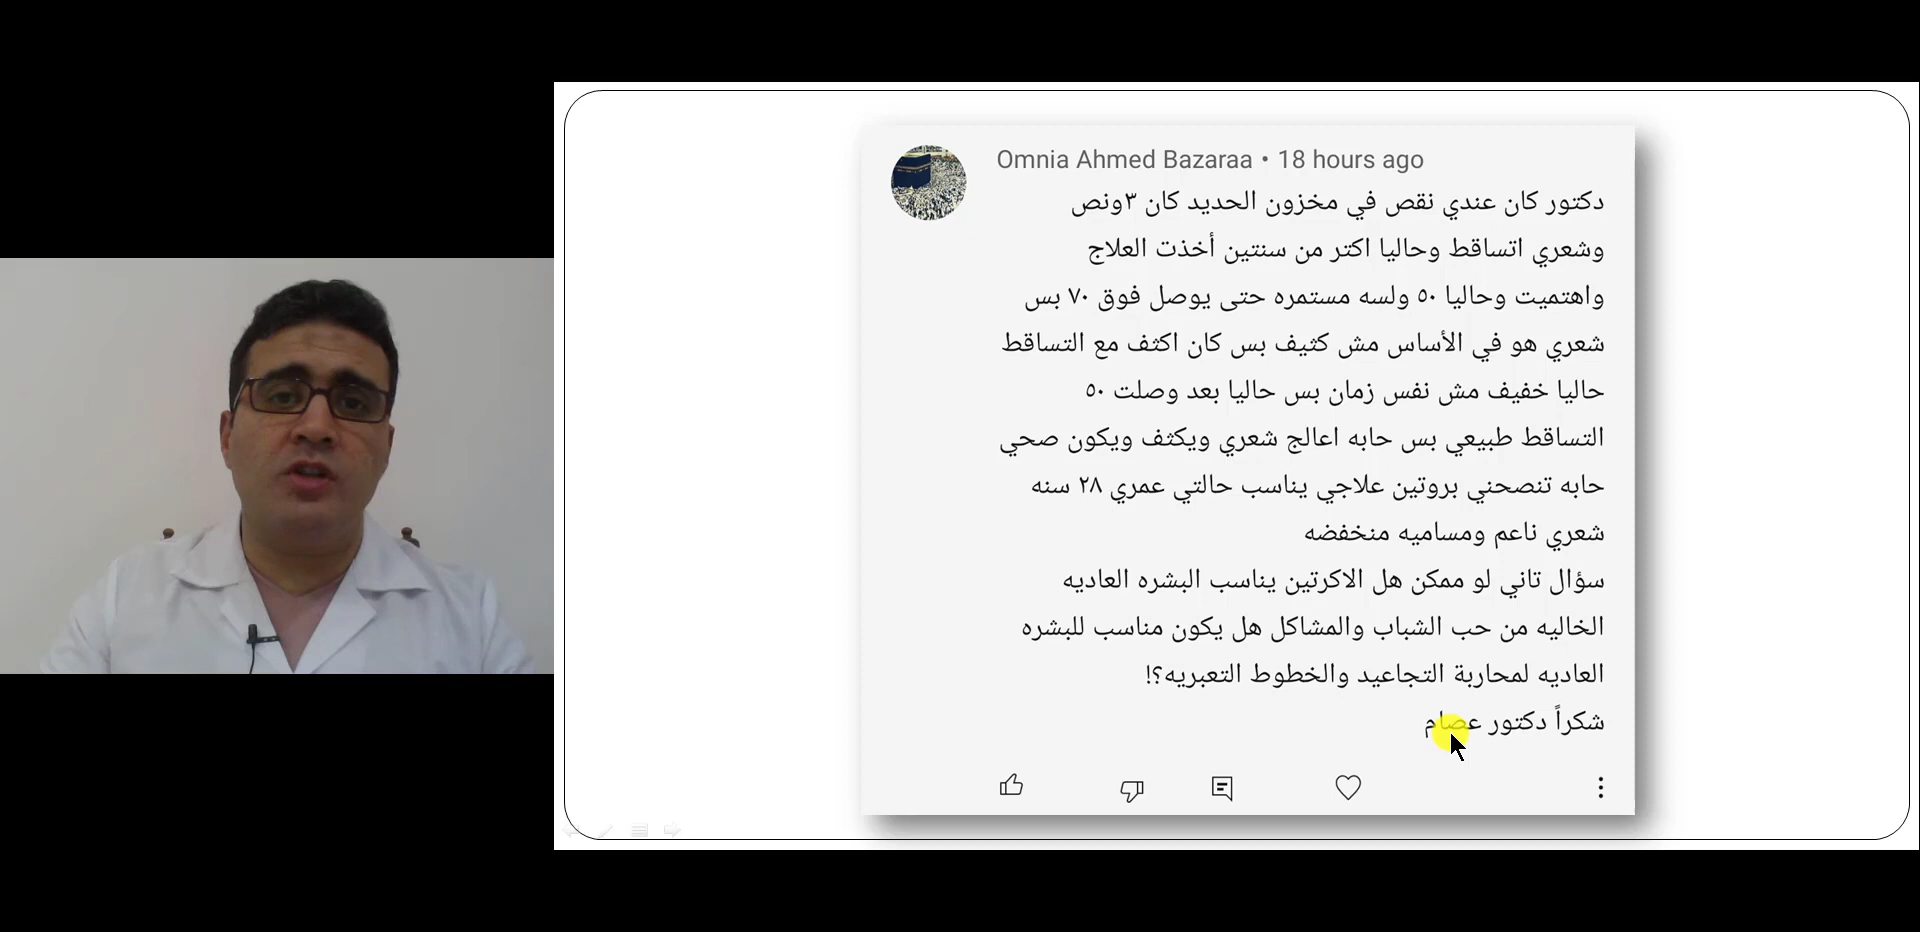 Omnia Ahmed Bazaraa • 18 hours ago
دكتور كان عندي نقص في مخزون الحديد كان ٣ونص
وشعري اتساقط وحاليا اكتر من سنتين أخذت العلاج
واهتميت وحاليا ٥٠ ولسه مستمره حتى يوصل فوق ٧٠ بس
شعري هو في الأساس مش كثيف بس كان اكثف مع التساقط
حاليا خفيف مش نفس زمان بس حاليا بعد وصلت ٥٠
التساقط طبيعي بس حابه اعالج شعري ويكثف ويكون صحي
حابه تنصحني بروتين علاجي يناسب حالتي عمري ٢٨ سنه
شعري ناعم ومساميه منخفضه
سؤال تاني لو ممكن هل الاكرتين يناسب البشره العاديه
الخاليه من حب الشباب والمشاكل هل يكون مناسب للبشره
العاديه لمحاربة التجاعيد والخطوط التعبريه؟!
شكراً دكتور عصام